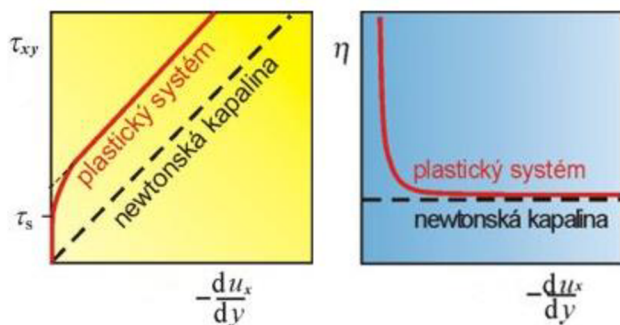 τxy
τs
plastický systém
newtonská kapalina
− dux
dy
η
plastický systém
newtonská kapalina
− dux
dy